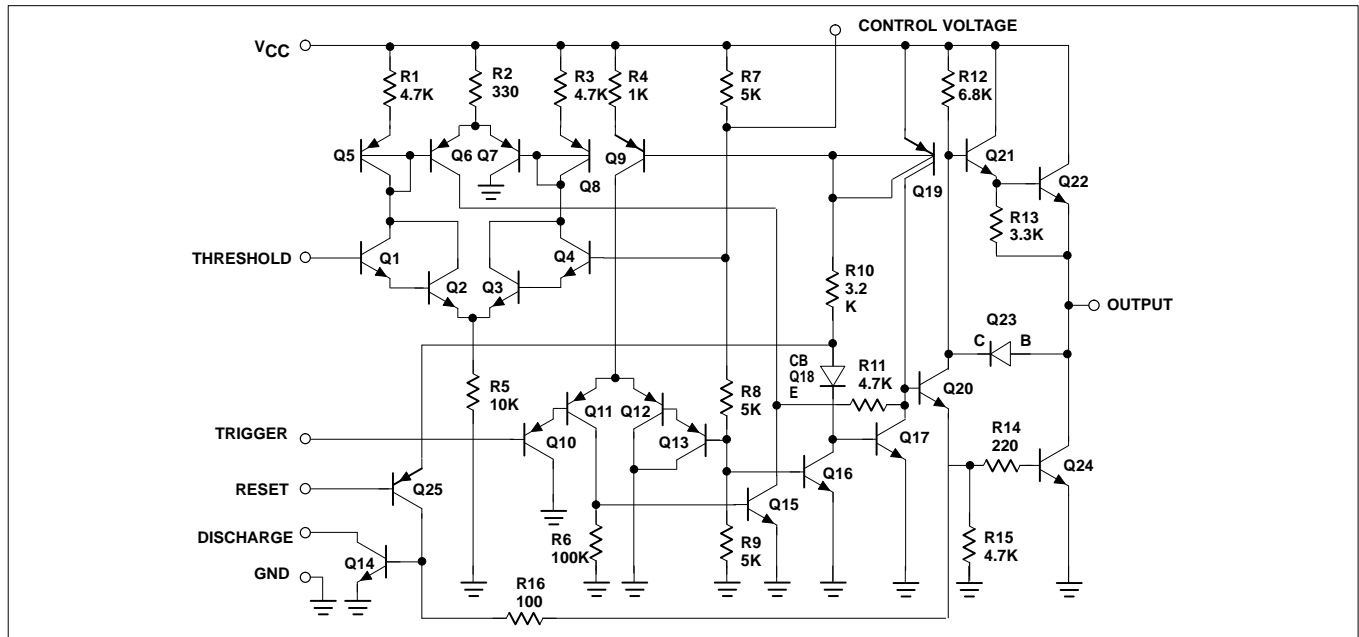 CONTROL VOLTAGE
VCC
R1
4.7K
R2
330
R3
4.7K
R4
1K
R7
5K
R12
6.8K
Q5
Q6
Q7
Q8
Q9
Q19
Q21
Q22
R13
3.3K
THRESHOLD
Q1
Q2
Q3
Q4
R10
3.2
K
OUTPUT
Q23
C
B
CB
Q18
E
R11
4.7K
Q20
R5
10K
Q11
Q12
R8
5K
TRIGGER
Q10
Q13
Q17
R14
220
Q24
RESET
Q25
Q16
Q15
DISCHARGE
Q14
R6
100K
R9
5K
R15
4.7K
GND
R16
100